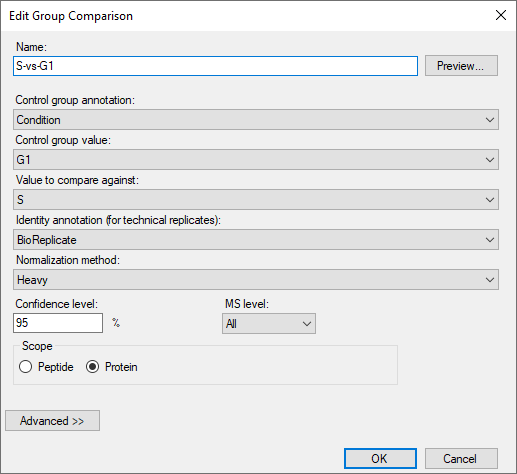 Edit Group Comparison
Name:
S-vs-G1
Preview...
Control group annotation:
Condition
Control group value:
G1
Value to compare against:
S
Identity annotation (for technical replicates):
BioReplicate
Normalization method:
Heavy
Confidence level:
MS level:
95 %
All
Scope
Peptide Protein
Advanced >>
OK Cancel